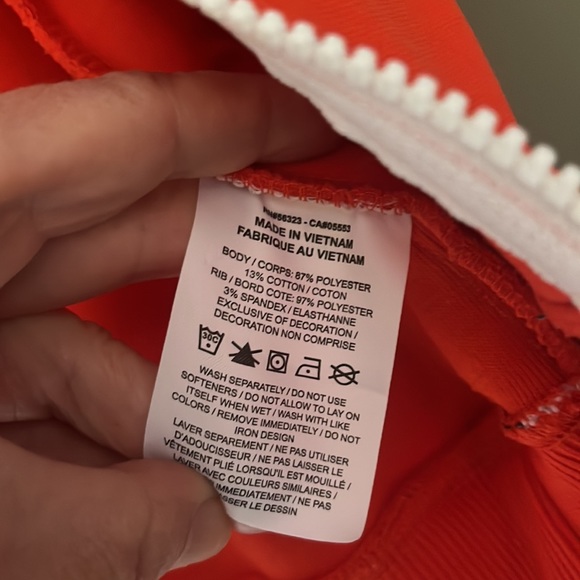 CA#05553
MADE IN VIETNAM
FABRIQUE AU VIETNAM
BODY / CORPS: 87% POLYESTER
13% COTTON / COTON
RIB / BORD COTE: 97% POLYESTER
3% SPANDEX / ELASTHANNE
EXCLUSIVE OF DECORATION /
DECORATION NON COMPRISE
30C
WASH SEPARATELY / DO NOT USE
SOFTENERS / DO NOT ALLOW TO LAY ON
ITSELF WHEN WET / WASH WITH LIKE
COLORS / REMOVE IMMEDIATELY / DO NOT
IRON DESIGN
LAVER SEPAREMENT / NE PAS UTILISER
D'ADOUCISSEUR / NE PAS LAISSER LE
VÊTEMENT PLIÉ LORSQU'IL EST MOUILLÉ /
LAVER AVEC COULEURS SIMILAIRES /
IMMEDIATEMENT / NE PAS
LE DESSIN